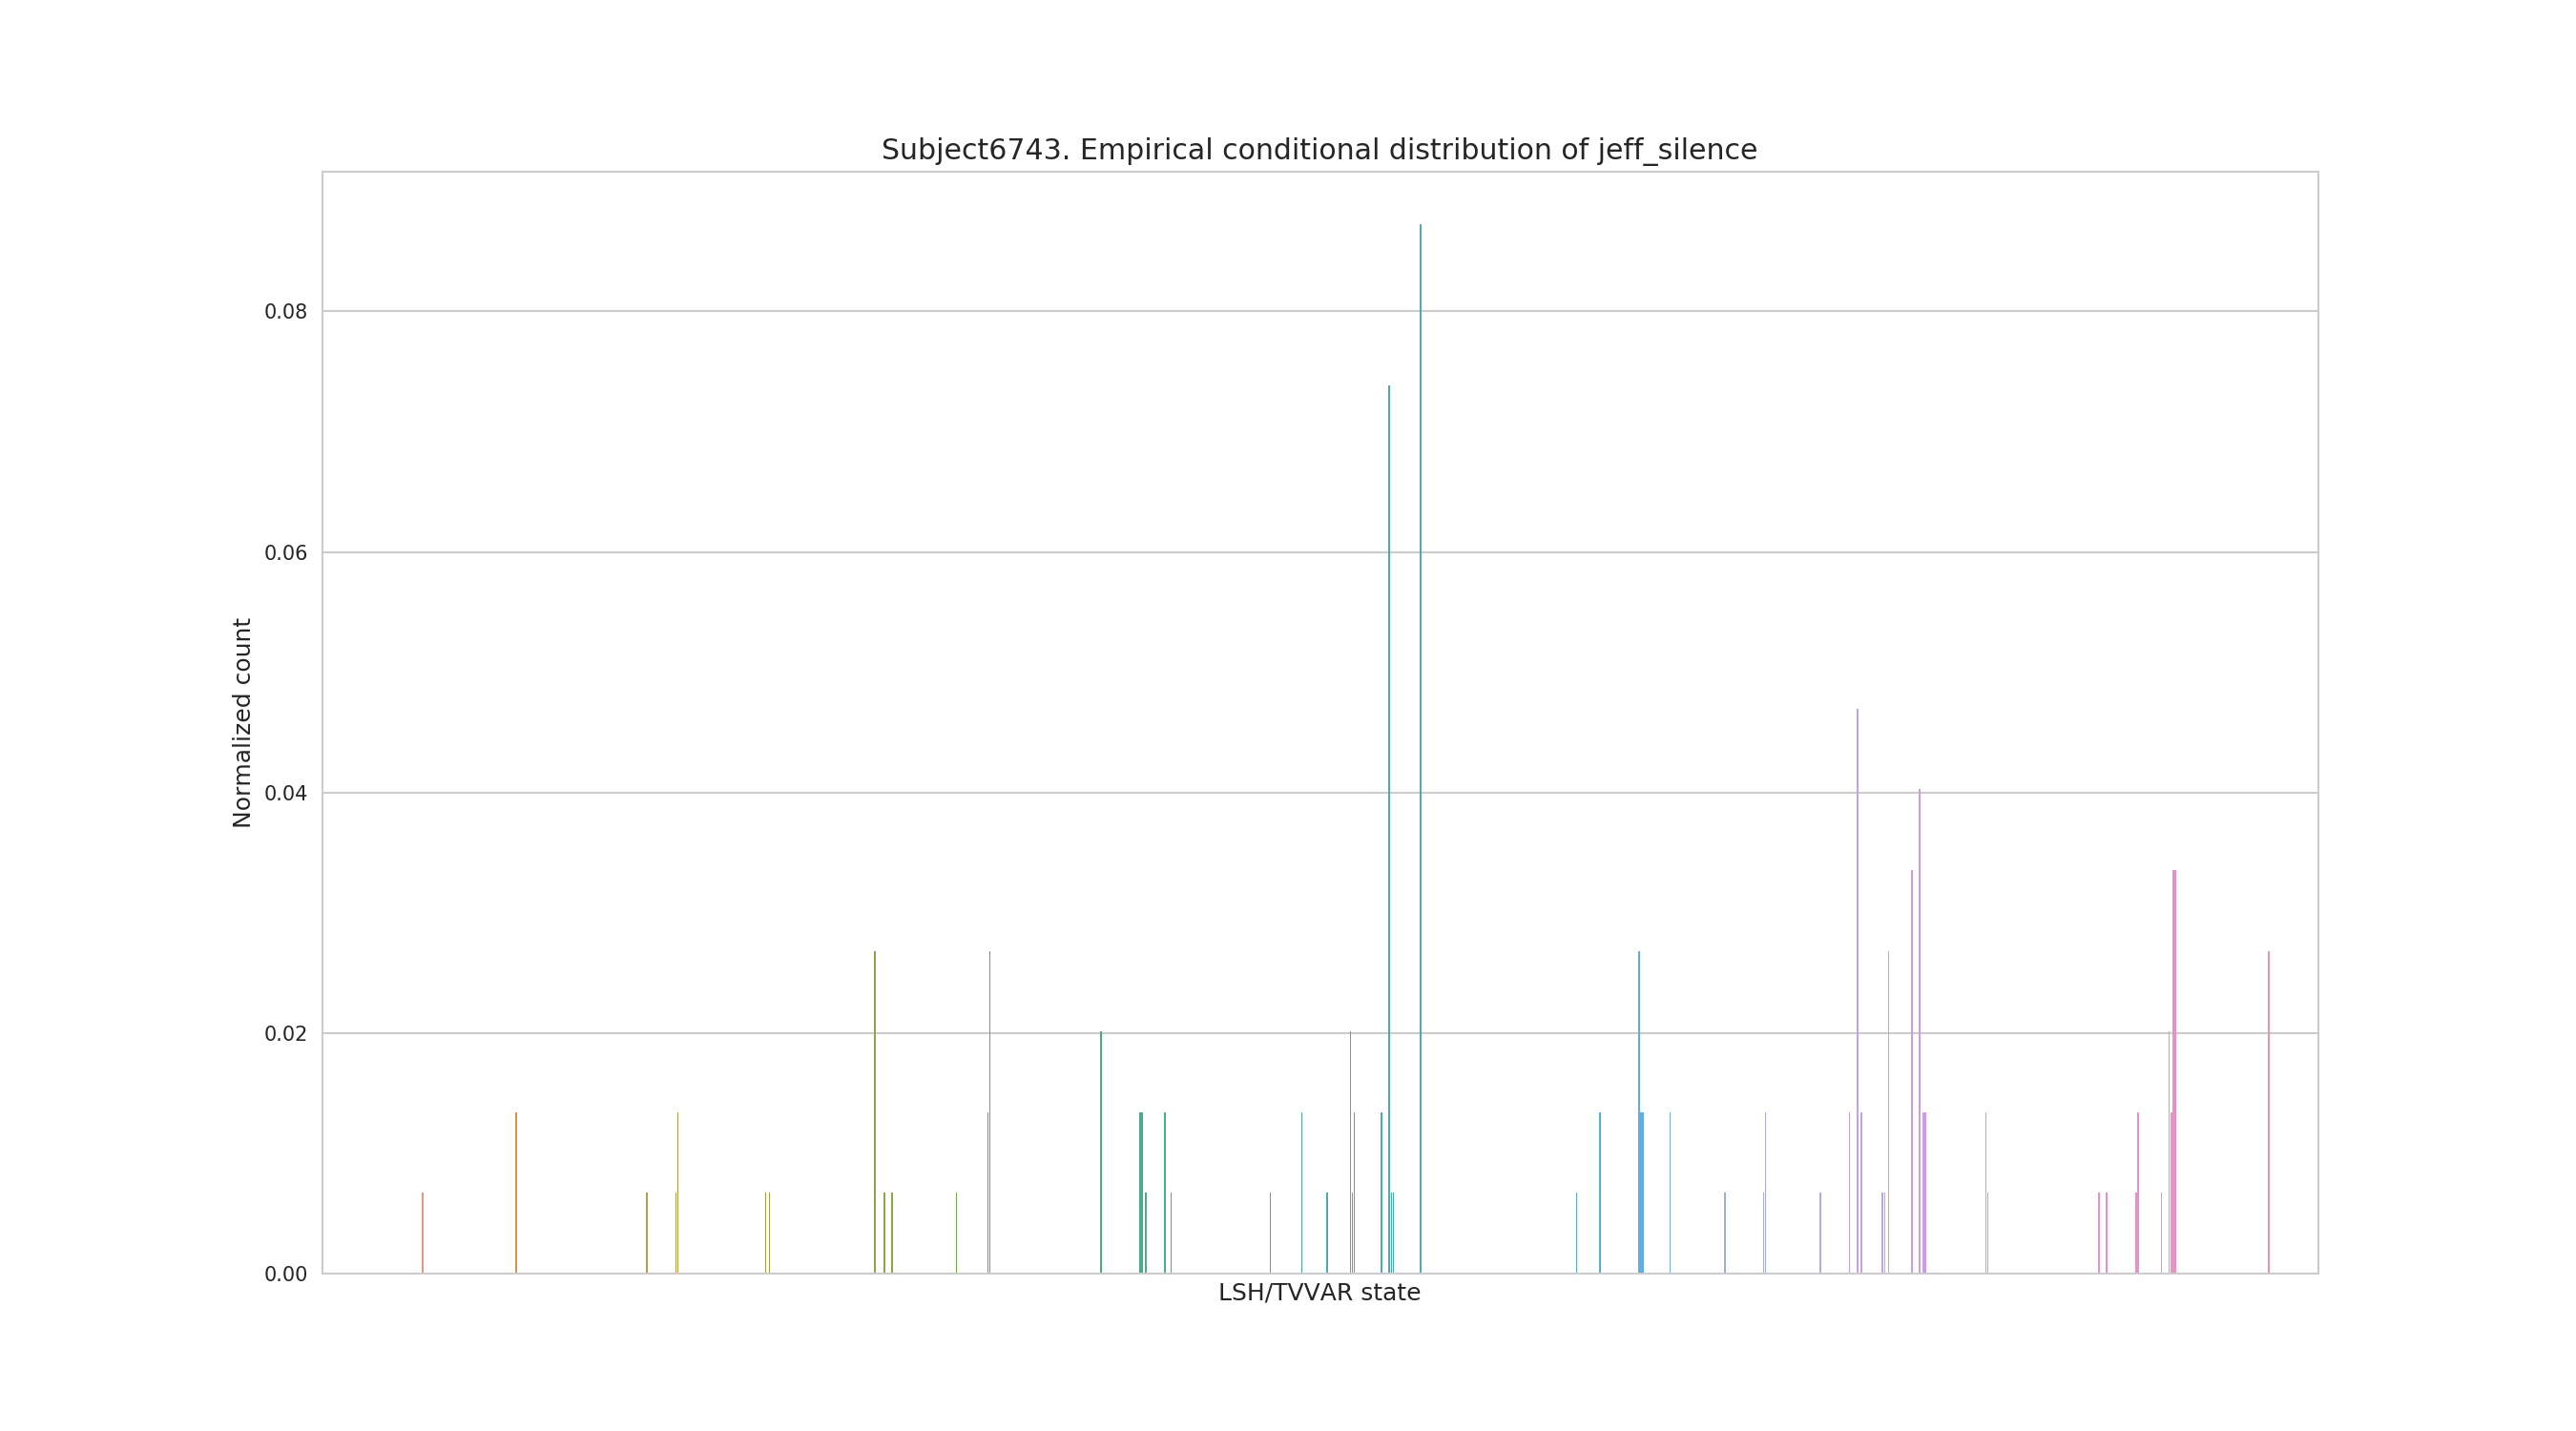 Subject6743. Empirical conditional distribution of jeff_silence
0.08
0.06
0.04
0.02
0.00
Normalized count
LSH/TVVAR state